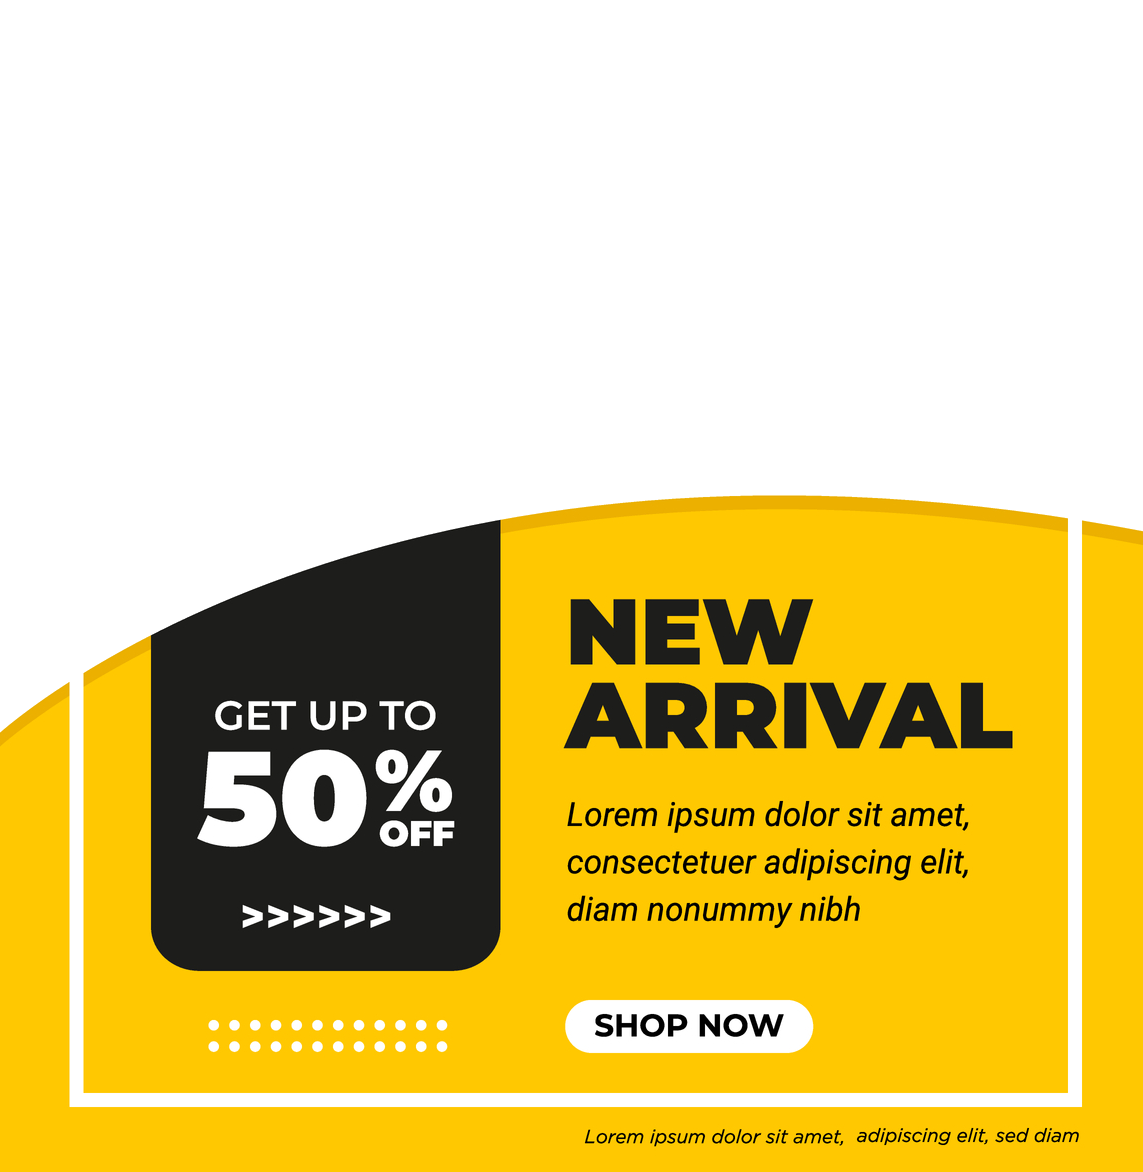 GET UP TO
50%
OFF
>>>>>>
NEW
ARRIVAL
Lorem ipsum dolor sit amet,
consectetuer adipiscing elit,
diam nonummy nibh
SHOP NOW
Lorem ipsum dolor sit amet, adipiscing elit, sed diam